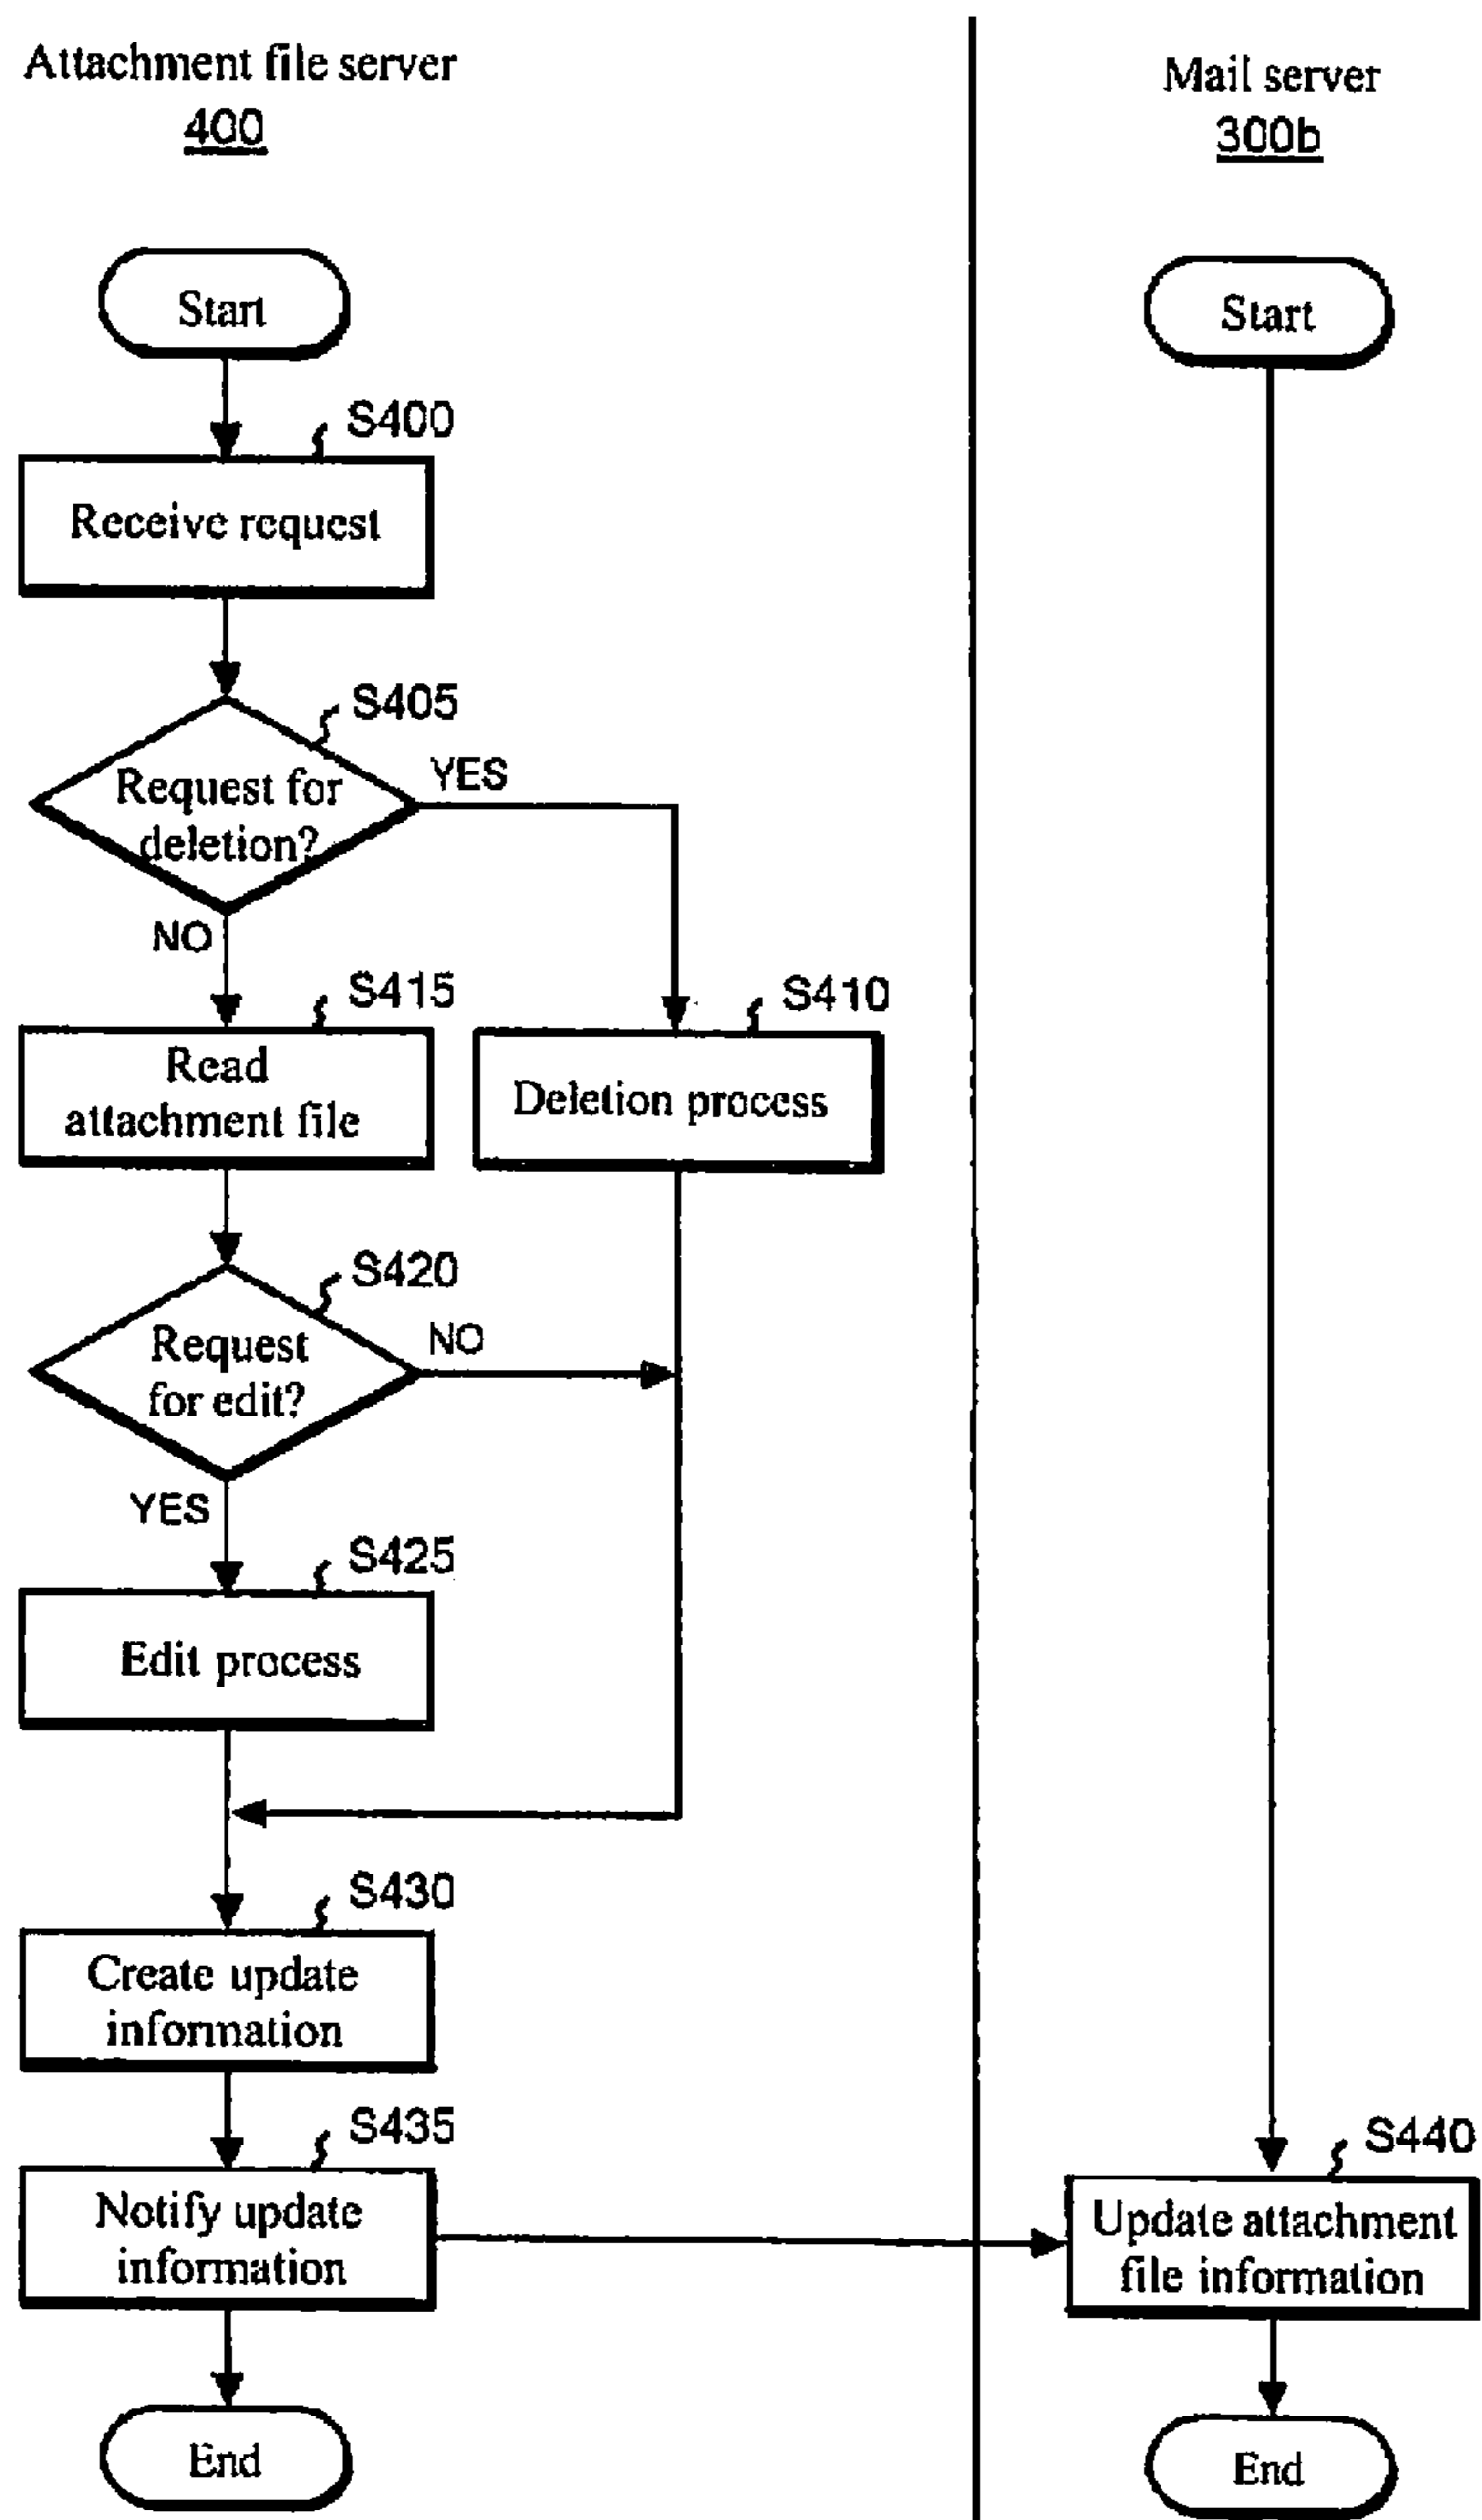 Attachment file server
400
Start
S400
Receive request
S405
Request for
deletion?
YES
NO
S415
Read
attachment file
S410
Deletion process
S420
Request
for edit?
NO
YES
S425
Edit process
S430
Create update
information
S435
Notify update
information
End
Mail server
300b
Start
S440
Update attachment
file information
End